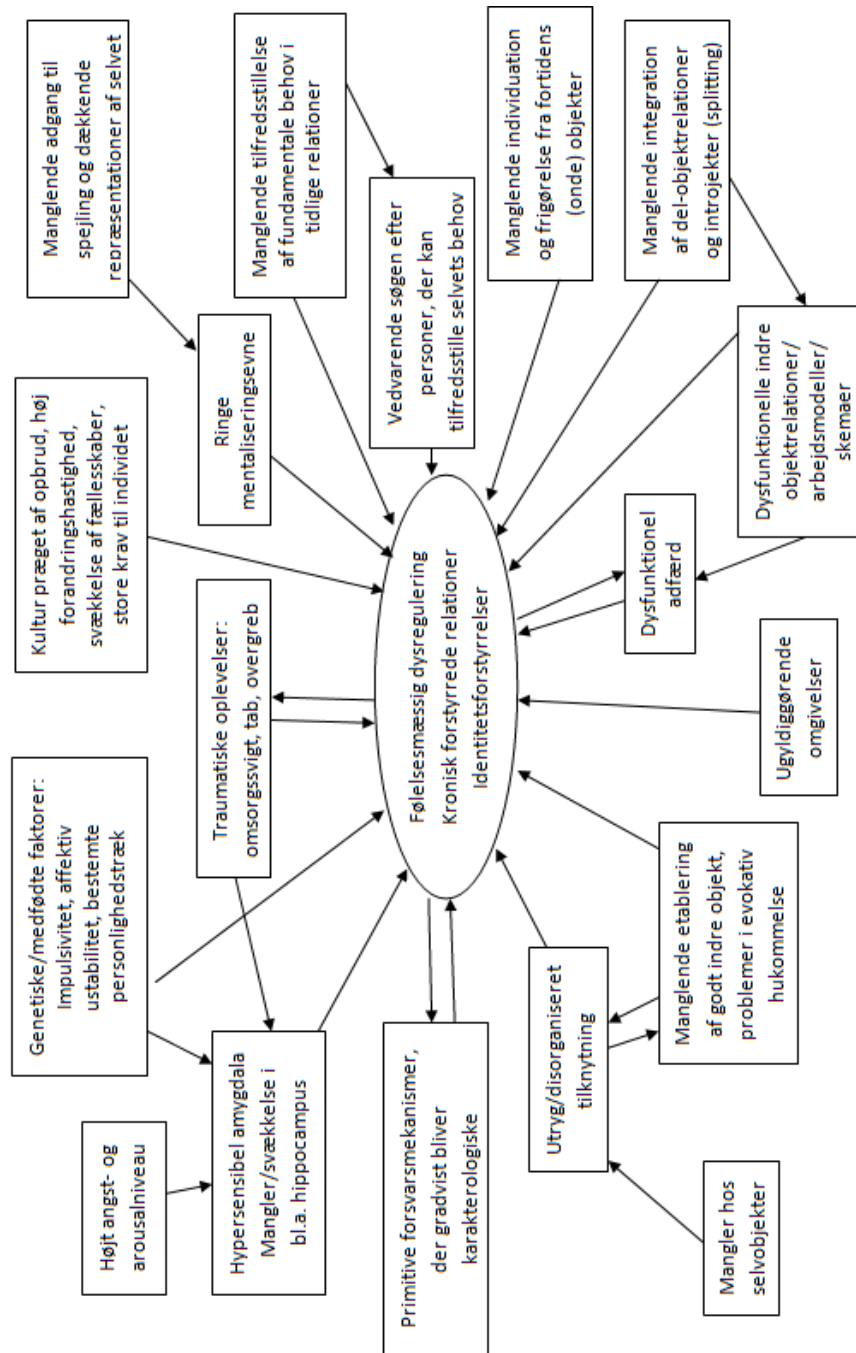 Højt angst- og
arousalniveau
Genetiske/medfødte faktorer:
Impulsivitet, affektiv
ustabilitet, bestemte
personlighedstræk
Kultur præget af opbrud, høj
forandringshastighed,
svækkelse af fællesskaber,
store krav til individet
Manglende adgang til
spejling og dækkende
repræsentationer af selvet
Hypersensibel amygdala
Mangler/svækkelse i
bl.a. hippocampus
Traumatiske oplevelser:
omsorgssvigt, tab, overgreb
Ringe
mentaliseringsevne
Manglende tilfredsstillelse
af fundamentale behov i
tidlige relationer
Primitive forsvarsmekanismer,
der gradvist bliver
karakterologiske
Følelsesmæssig dysregulering
Kronisk forstyrrede relationer
Identitetsforstyrrelser
Vedvarende søgen efter
personer, der kan
tilfredsstille selvets behov
Manglende individuation
og frigørelse fra fortidens
(onde) objekter
Utryg/disorganiseret
tilknytning
Dysfunktionel
adfærd
Manglende integration
af del-objektrelationer
og introjekter (splitting)
Mangler hos
selvobjekter
Manglende etablering
af godt indre objekt,
problemer i evokativ
hukommelse
Ugyldiggørende
omgivelser
Dysfunktionelle indre
objektrelationer/
arbejdsmodeller/
skemaer